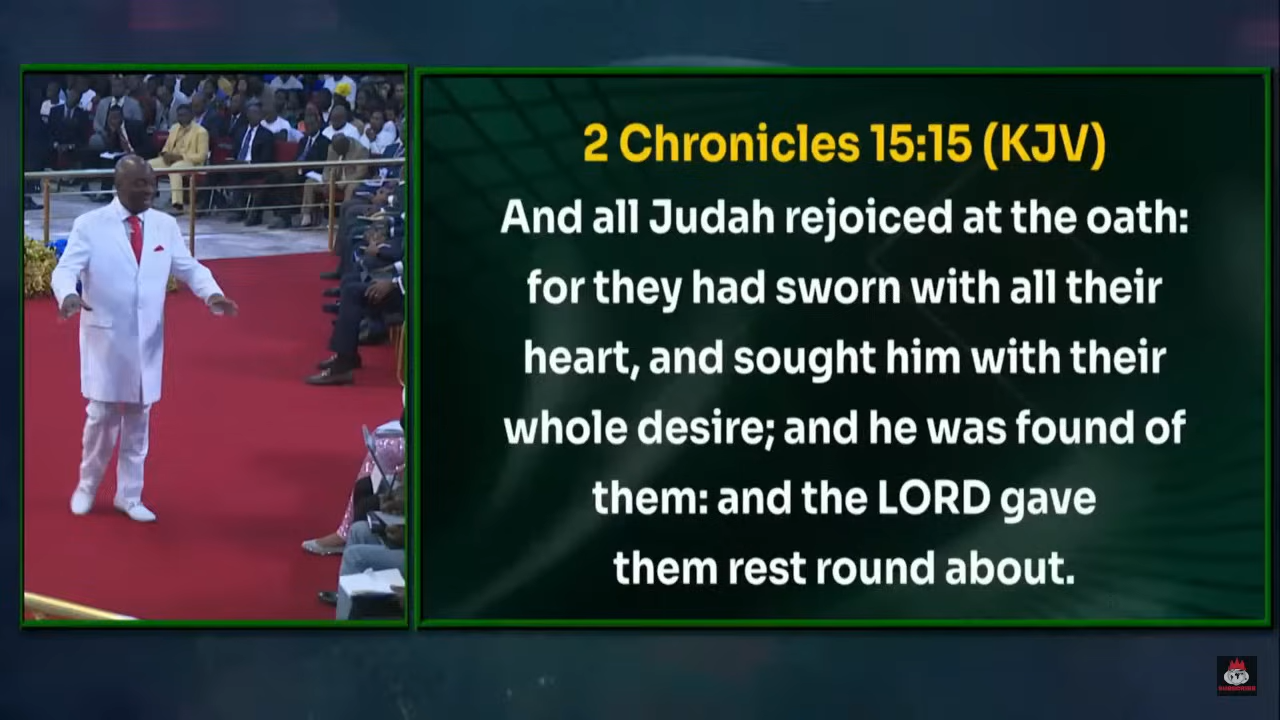 2 Chronicles 15:15 (KJV)
And all Judah rejoiced at the oath:
for they had sworn with all their
heart, and sought him with their
whole desire; and he was found of
them: and the LORD gave
them rest round about.